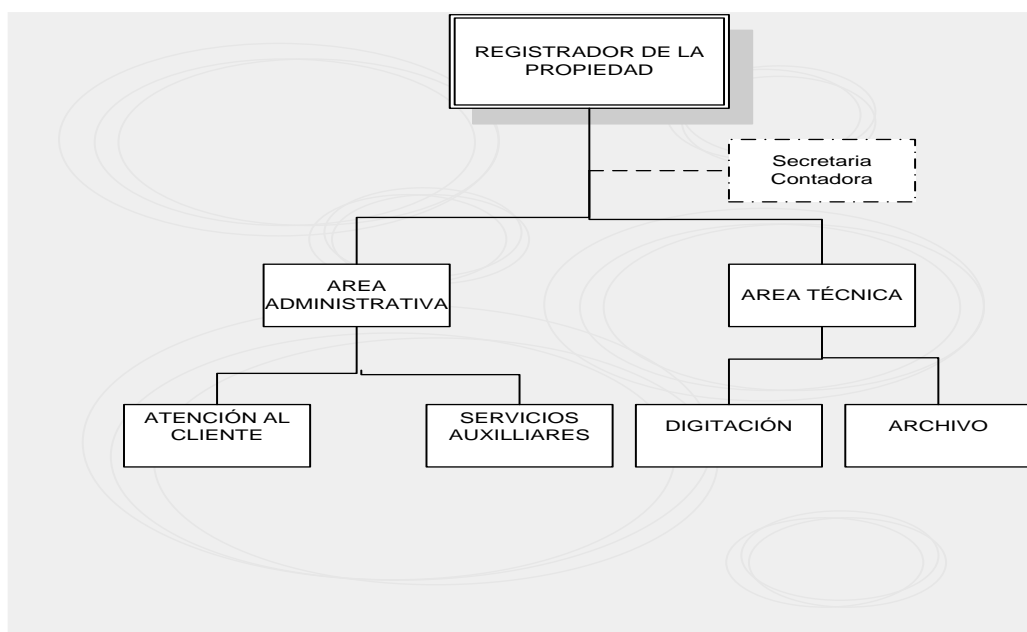 REGISTRADOR DE LA
PROPIEDAD
Secretaria
Contadora
AREA
ADMINISTRATIVA
AREA TÉCNICA
ATENCIÓN AL
CLIENTE
SERVICIOS
AUXILLIARES
DIGITACIÓN
ARCHIVO